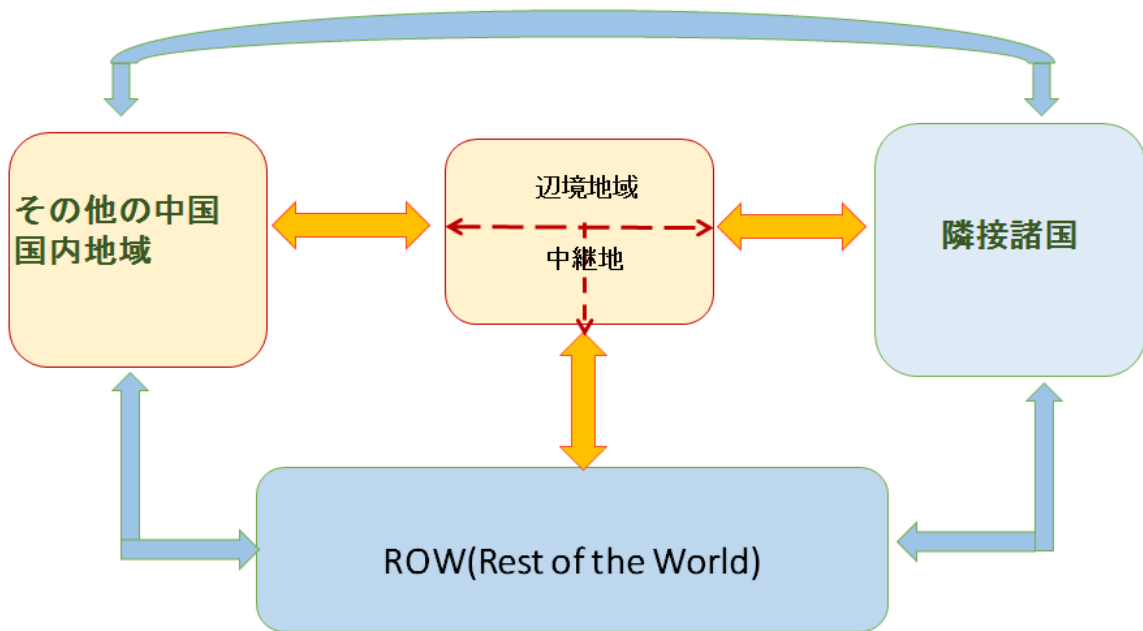 その他の中国
国内地域
辺境地域
中継地
隣接諸国
ROW(Rest of the World)